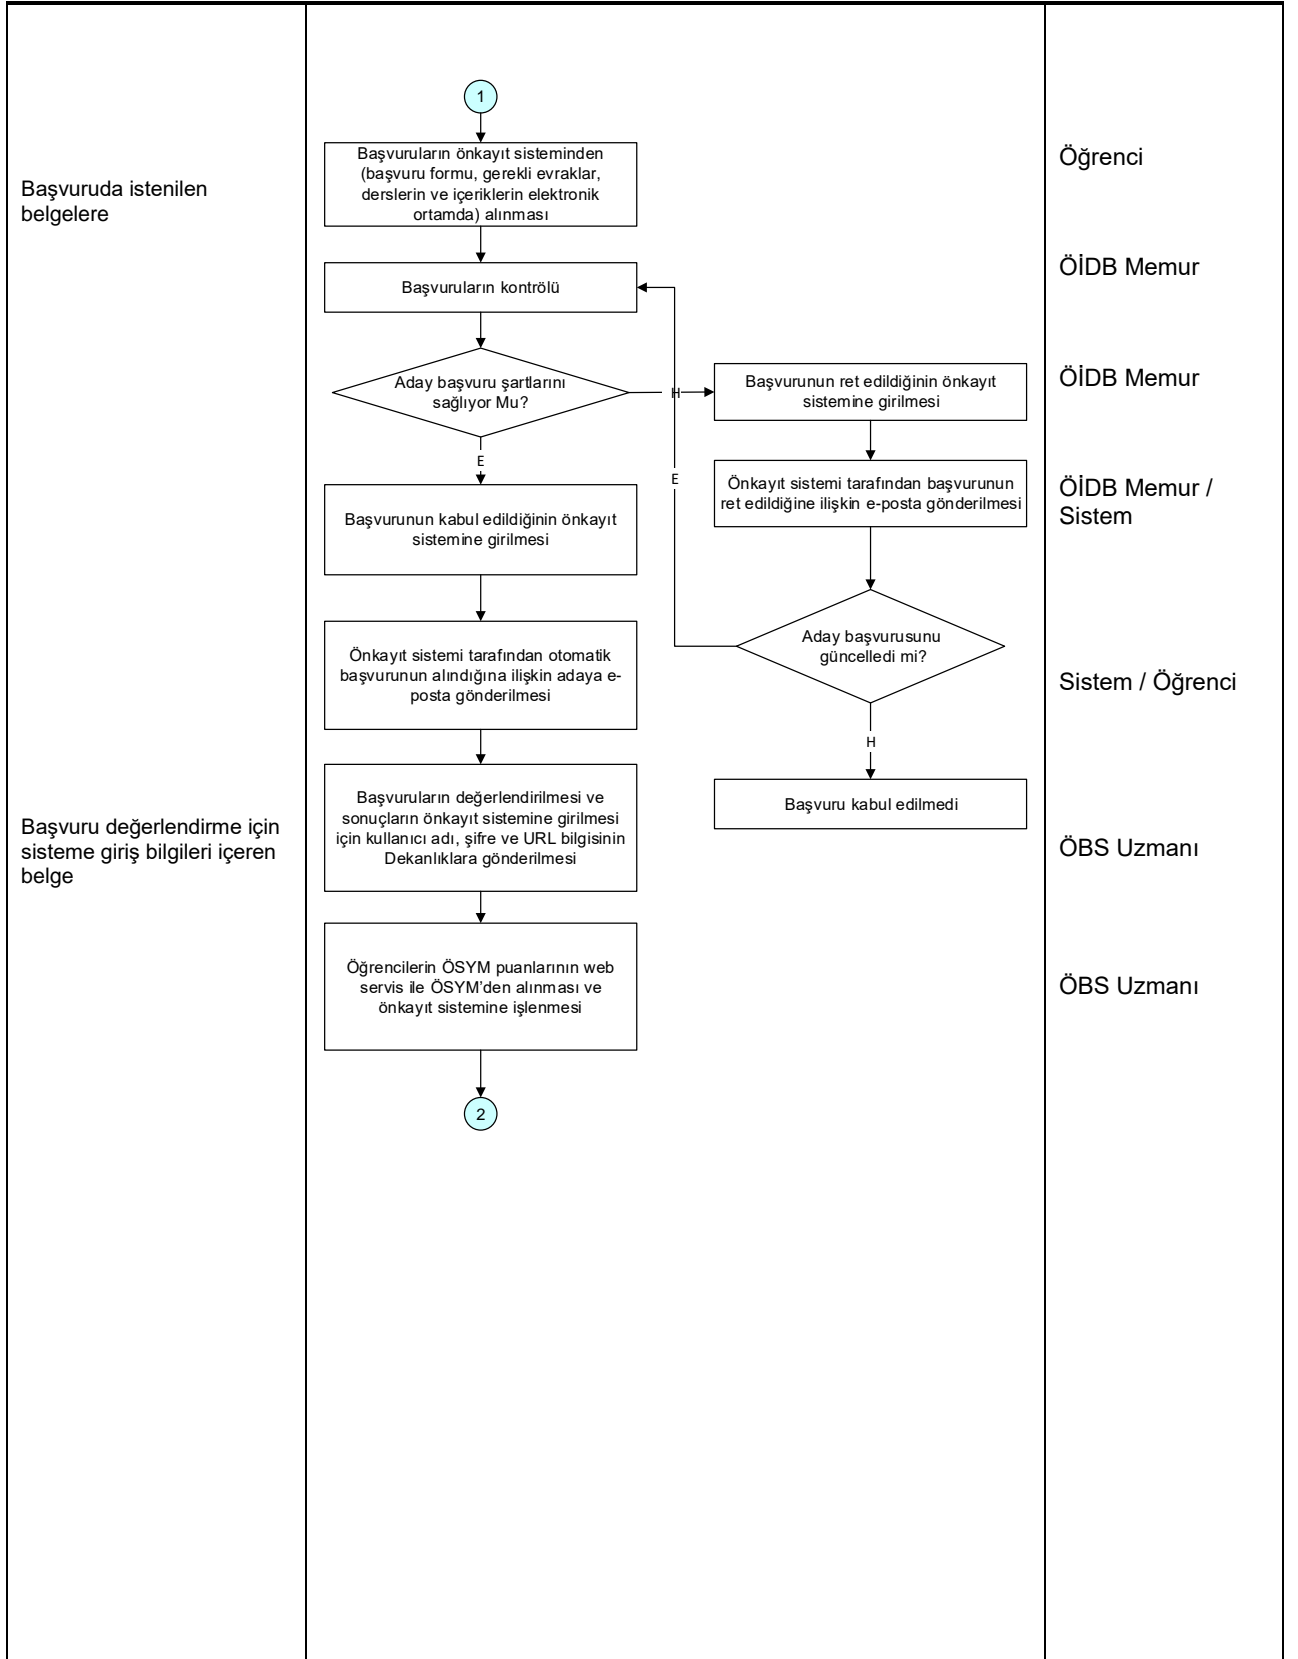 Başvuruda istenilen
belgelere
Başvuru değerlendirme için
sisteme giriş bilgileri içeren
belge
1
Başvuruların önkayıt sisteminden
(başvuru formu, gerekli evraklar,
derslerin ve içeriklerin elektronik
ortamda) alınması
Başvuruların kontrölü
Aday başvuru şartlarını
sağlıyor Mu?
H
E
Başvurunun ret edildiğinin önkayıt
sistemine girilmesi
Önkayıt sistemi tarafından başvurunun
ret edildiğine ilişkin e-posta gönderilmesi
E
Başvurunun kabul edildiğinin önkayıt
sistemine girilmesi
Aday başvurusunu
güncelledi mi?
H
Önkayıt sistemi tarafından otomatik
başvurunun alındığına ilişkin adaya e-
posta gönderilmesi
Başvuru kabul edilmedi
Başvuruların değerlendirilmesi ve
sonuçların önkayıt sistemine girilmesi
için kullanıcı adı, şifre ve URL bilgisinin
Dekanlıklara gönderilmesi
Öğrencilerin ÖSYM puanlarının web
servis ile ÖSYM’den alınması ve
önkayıt sistemine işlenmesi
2
Öğrenci
ÖİDB Memur
ÖİDB Memur
ÖİDB Memur /
Sistem
Sistem / Öğrenci
ÖBS Uzmanı
ÖBS Uzmanı